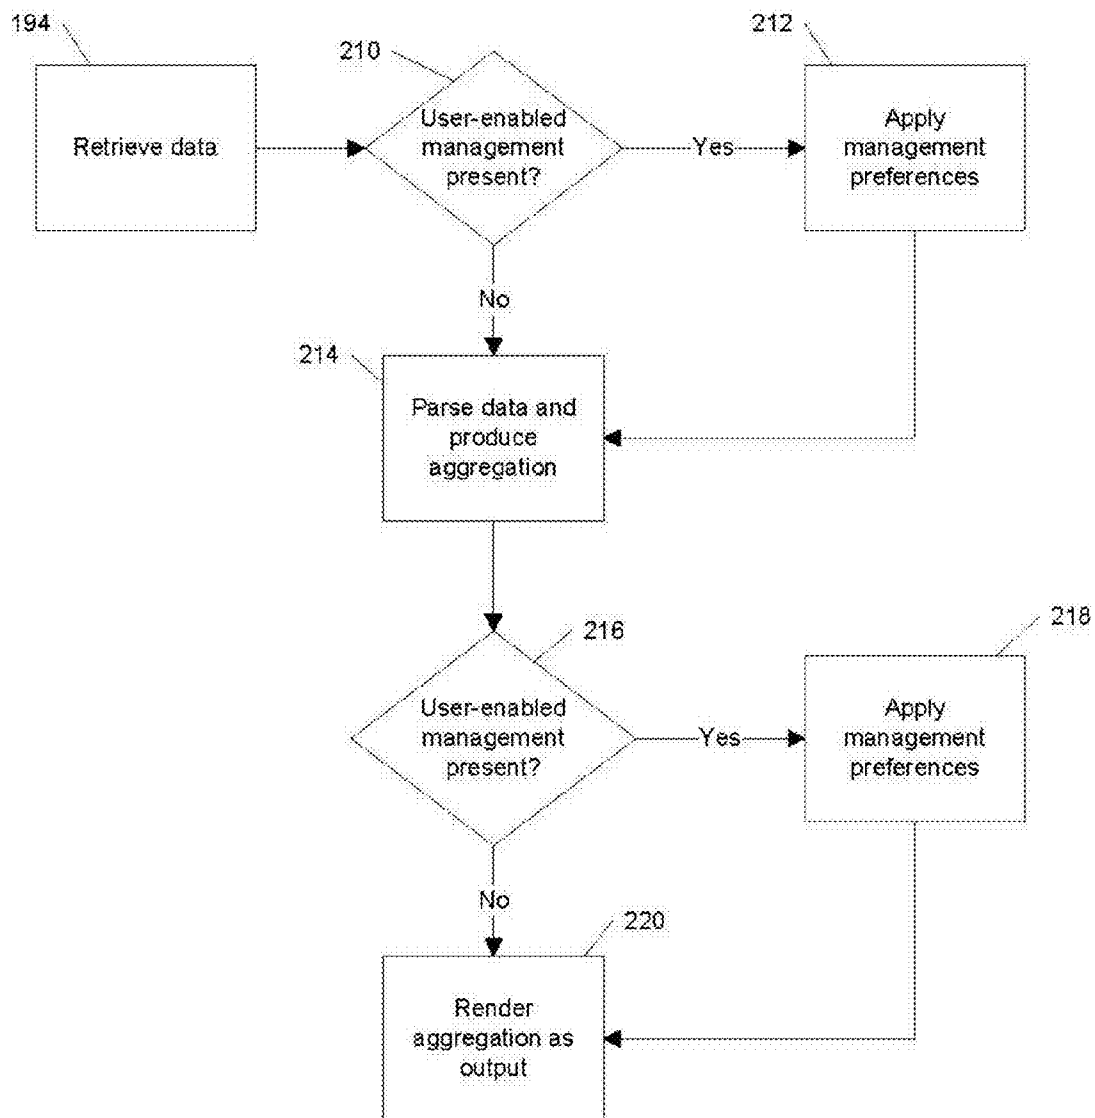 194
210
212
Retrieve data
User-enabled
management
present?
Yes
Apply
management
preferences
No
214
Parse data and
produce
aggregation
216
218
User-enabled
management
present?
Yes
Apply
management
preferences
No
220
Render
aggregation as
output